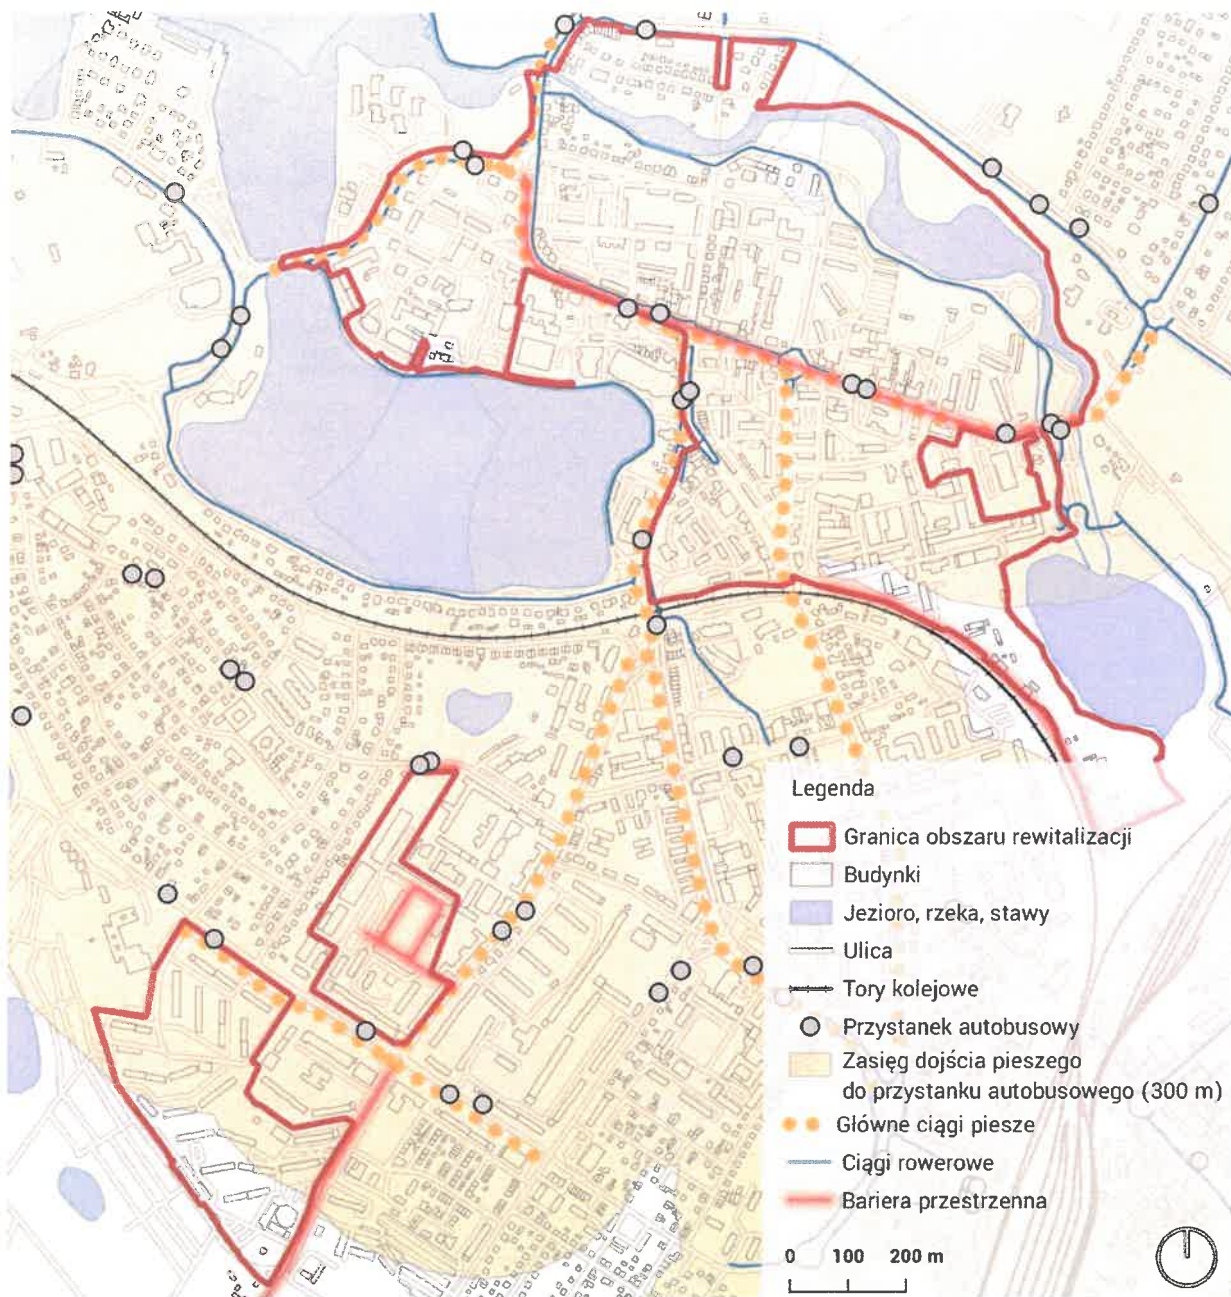 Legenda
Granica obszaru rewitalizacji
Budynki
Jezioro, rzeka, stawy
Ulica
Tory kolejowe
Przystanek autobusowy
Zasięg dojścia pieszego
do przystanku autobusowego (300 m)
Główne ciągi piesze
Ciągi rowerowe
Bariera przestrzenna
0 100 200 m